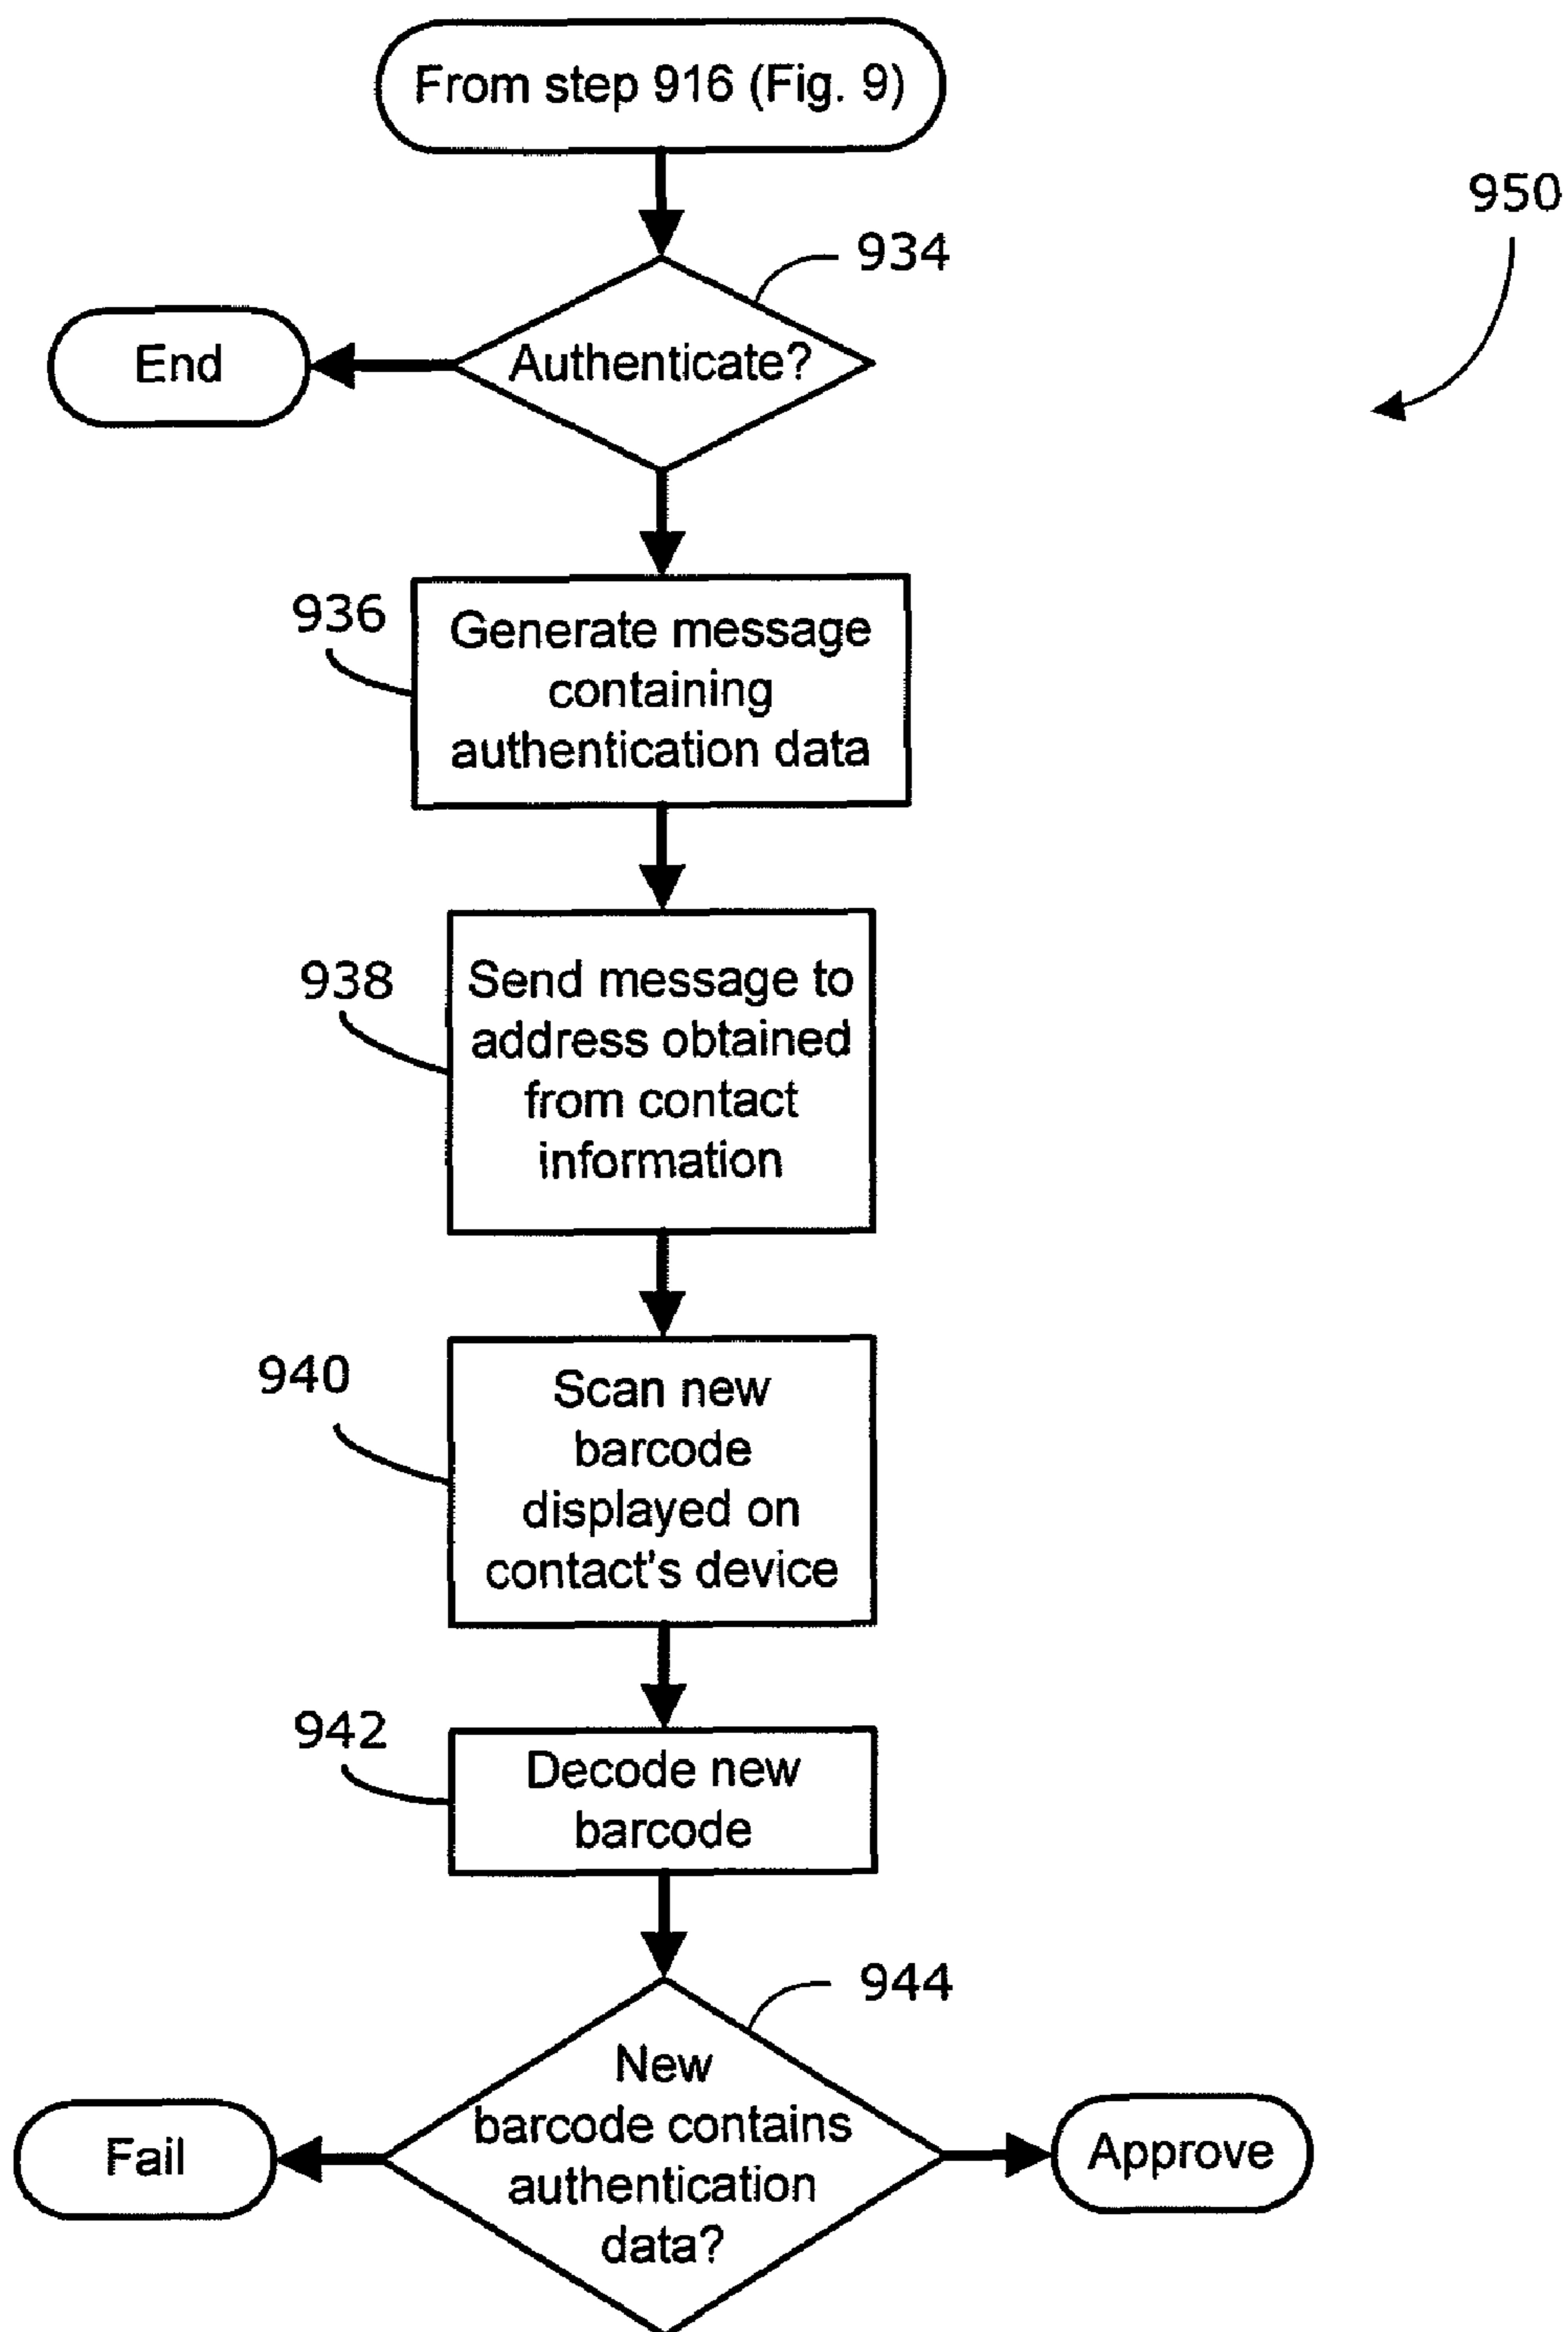 From step 916 (Fig. 9)
950
934
End
Authenticate?
936
Generate message
containing
authentication data
938
Send message to
address obtained
from contact
information
940
Scan new
barcode
displayed on
contact's device
942
Decode new
barcode
944
New
barcode contains
authentication
data?
Fail
Approve